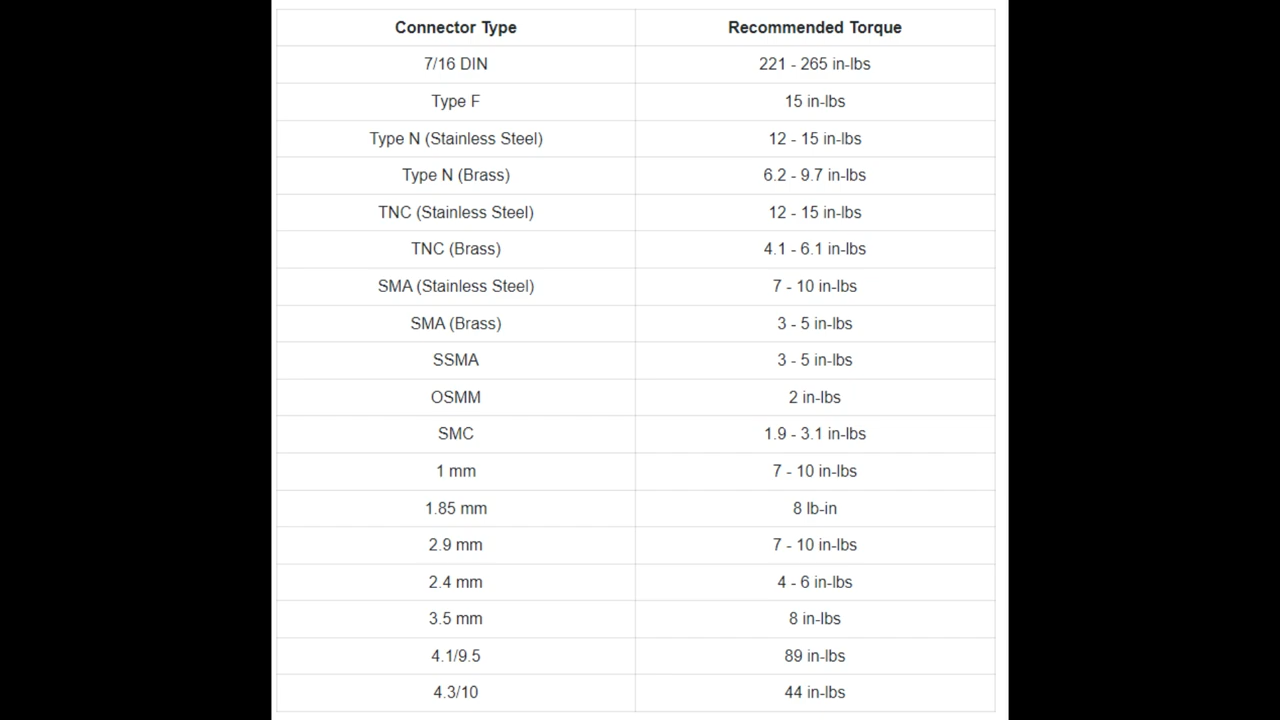 Connector Type Recommended Torque
7/16 DIN 221 - 265 in-lbs
Type F 15 in-lbs
Type N (Stainless Steel) 12 - 15 in-lbs
Type N (Brass) 6.2 - 9.7 in-lbs
TNC (Stainless Steel) 12 - 15 in-lbs
TNC (Brass) 4.1 - 6.1 in-lbs
SMA (Stainless Steel) 7 - 10 in-lbs
SMA (Brass) 3 - 5 in-lbs
SSMA 3 - 5 in-lbs
OSMM 2 in-lbs
SMC 1.9 - 3.1 in-lbs
1 mm 7 - 10 in-lbs
1.85 mm 8 lb-in
2.9 mm 7 - 10 in-lbs
2.4 mm 4 - 6 in-lbs
3.5 mm 8 in-lbs
4.1/9.5 89 in-lbs
4.3/10 44 in-lbs